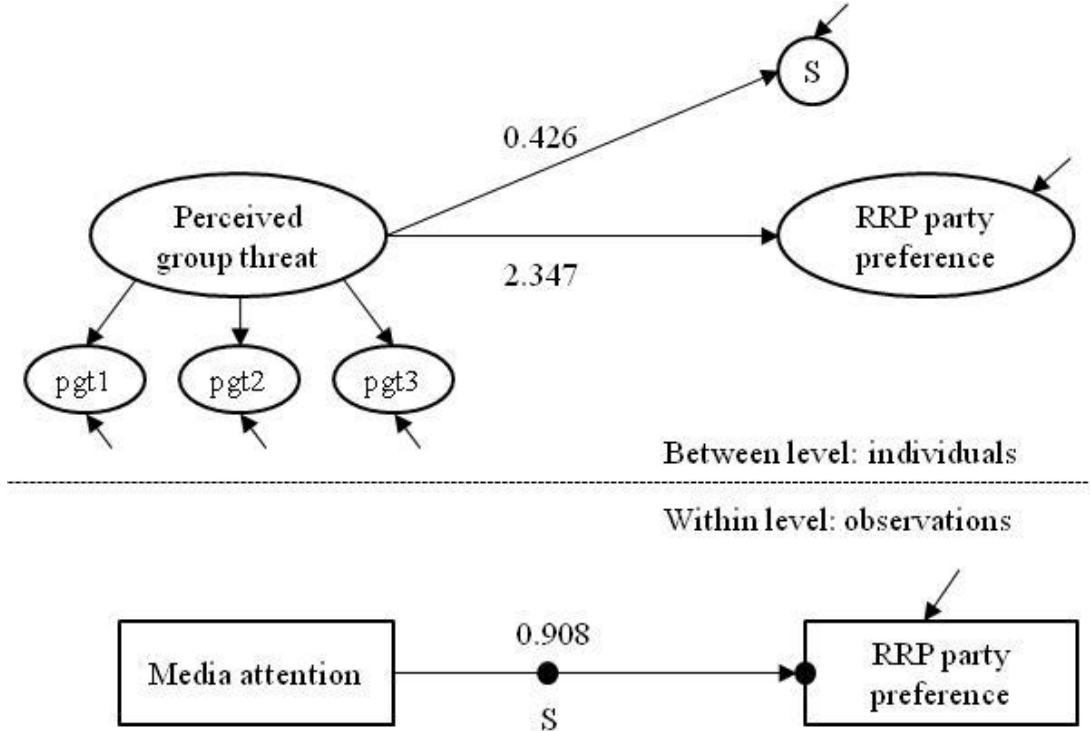 S
0.426
Perceived
group threat
RRP party
preference
2.347
pgt1
pgt2
pgt3
Between level: individuals
Within level: observations
0.908
Media attention
RRP party
preference
S